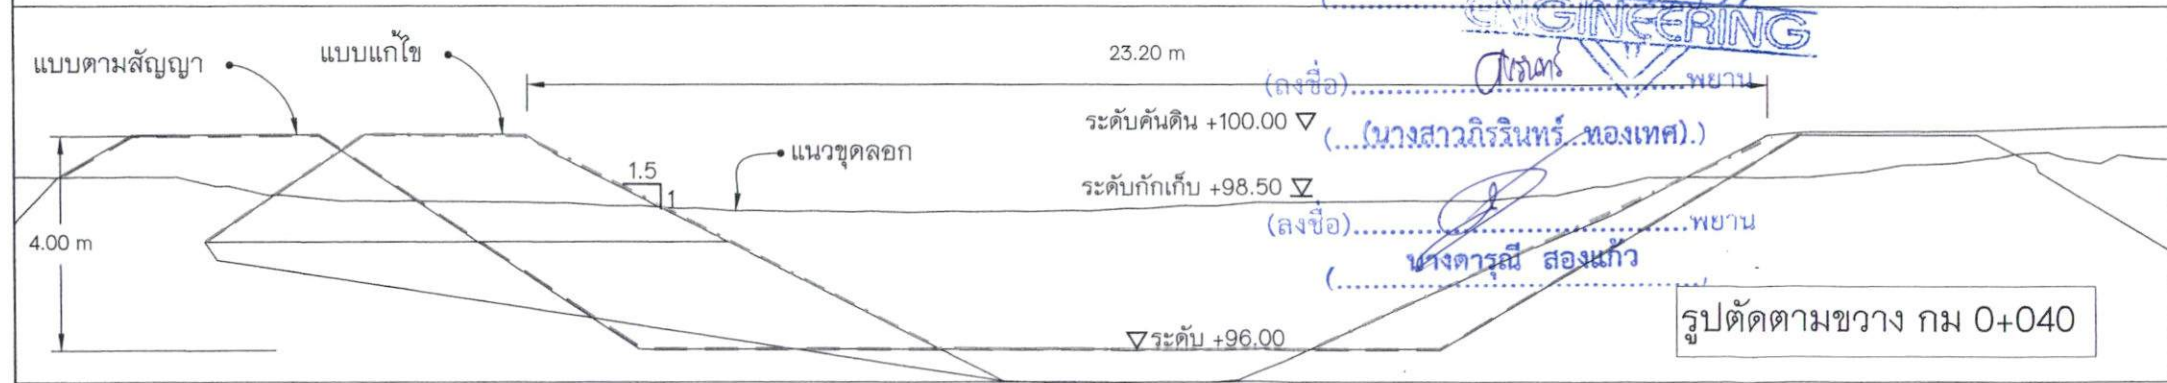 ENGINEERING
แบบตามสัญญา
แบบแก้ไข
23.20 m
(ลงชื่อ)....................พยาน
ระดับคันดิน +100.00
(...(นางสาวภิรรินทร์ ทองเทศ).)
แนวขุดลอก
1.5
1
ระดับกักเก็บ +98.50
(ลงชื่อ)....................พยาน
4.00 m
นางดารุณี สองแก้ว
(....................)
ระดับ +96.00
รูปตัดตามขวาง กม 0+040